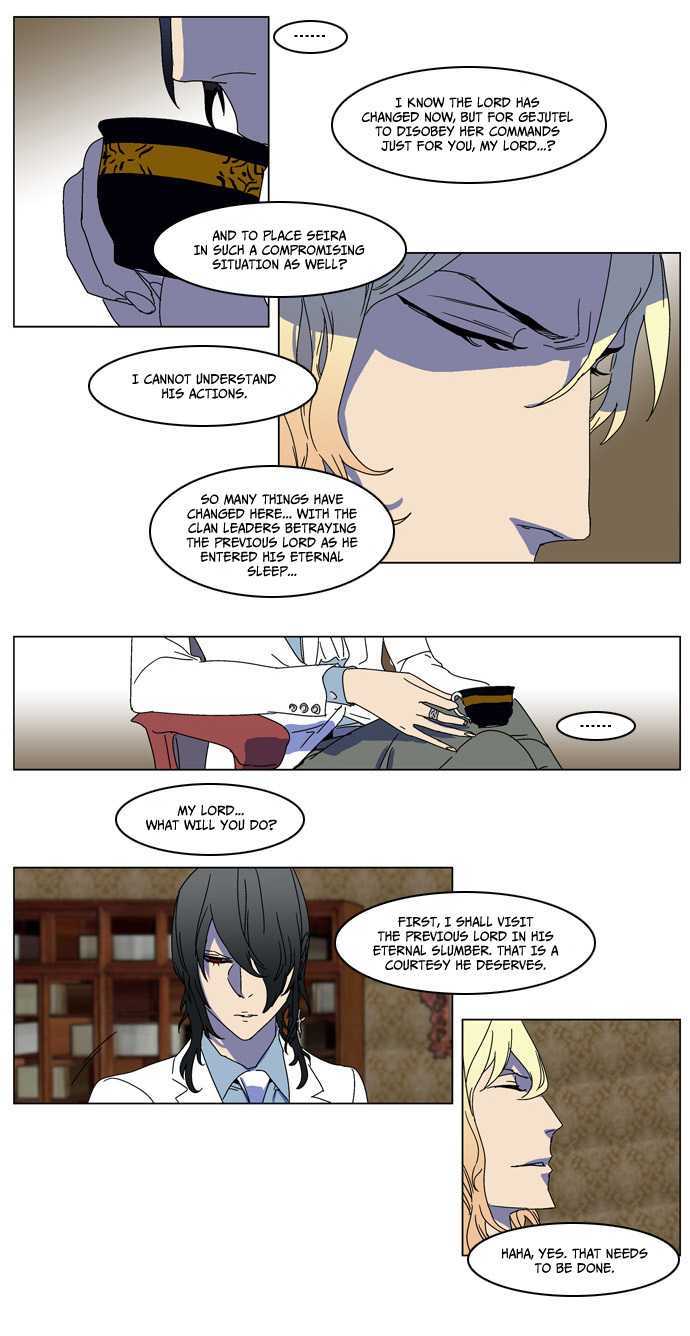 ......
I KNOW THE LORD HAS
CHANGED NOW, BUT FOR GEJUTEL
TO DISOBEY HER COMMANDS
JUST FOR YOU, MY LORD...?
AND TO PLACE SEIRA
IN SUCH A COMPROMISING
SITUATION AS WELL?
I CANNOT UNDERSTAND
HIS ACTIONS.
SO MANY THINGS HAVE
CHANGED HERE... WITH THE
CLAN LEADERS BETRAYING
THE PREVIOUS LORD AS HE
ENTERED HIS ETERNAL
SLEEP...
......
MY LORD...
WHAT WILL YOU DO?
FIRST, I SHALL VISIT
THE PREVIOUS LORD IN HIS
ETERNAL SLUMBER. THAT IS A
COURTESY HE DESERVES.
HAHA, YES. THAT NEEDS
TO BE DONE.